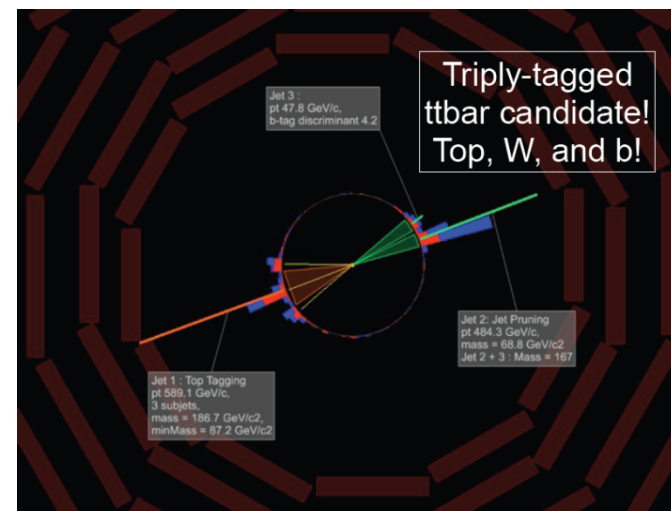 Triply-tagged
ttbar candidate!
Top, W, and b!
Jet 3 :
pt 47.8 GeV/c,
b-tag discriminant 4.2
Jet 2: Jet Pruning
pt 484.3 GeV/c,
mass = 68.8 GeV/c2
Jet 2 + 3 : Mass = 167
Jet 1 : Top Tagging
pt 589.1 GeV/c,
3 subjets,
mass = 186.7 GeV/c2,
minMass = 87.2 GeV/c2